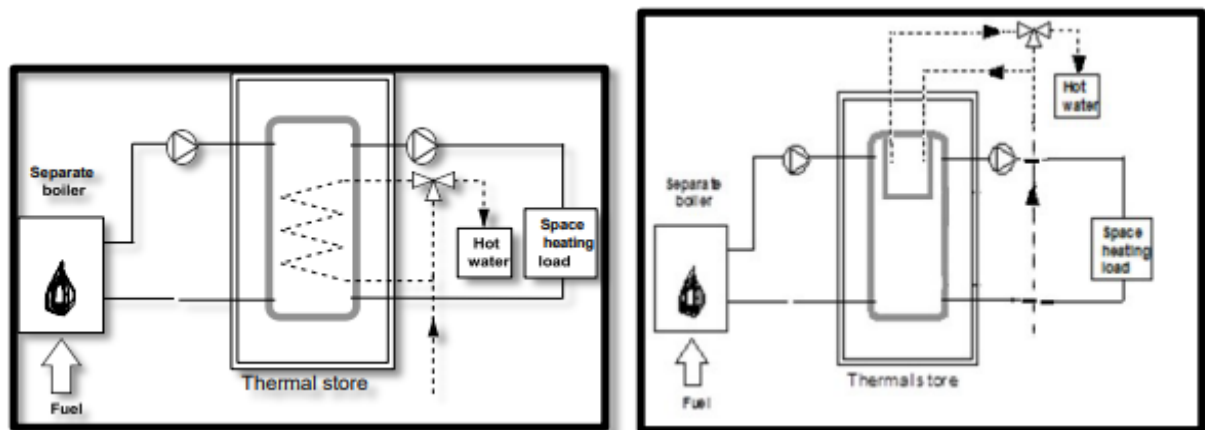 Separate
boiler
Fuel
Thermal store
Hot
water
Space
heating
load
Separate
boiler
Fuel
Thermal store
Hot
water
Space
heating
load